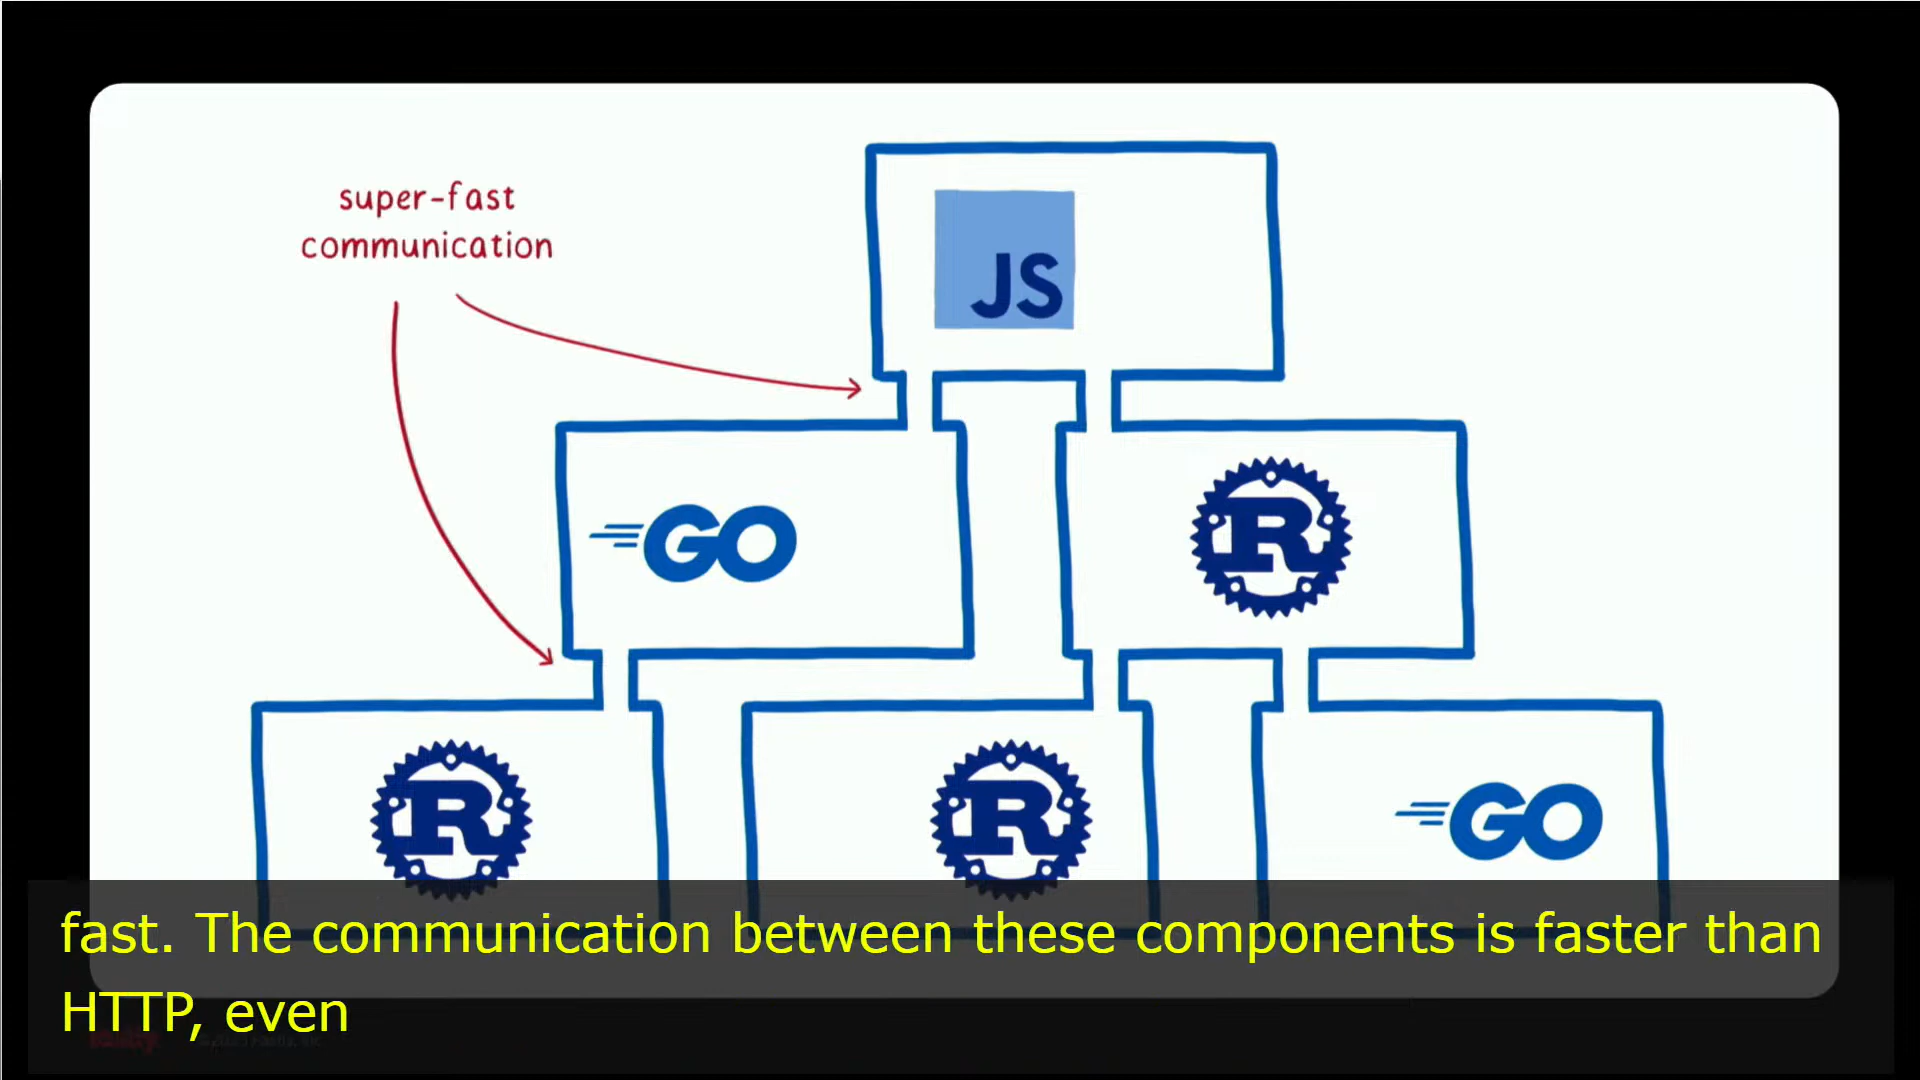 super-fast
communication
JS
GO
R
R
R
GO
fast. The communication between these components is faster than
HTTP, even